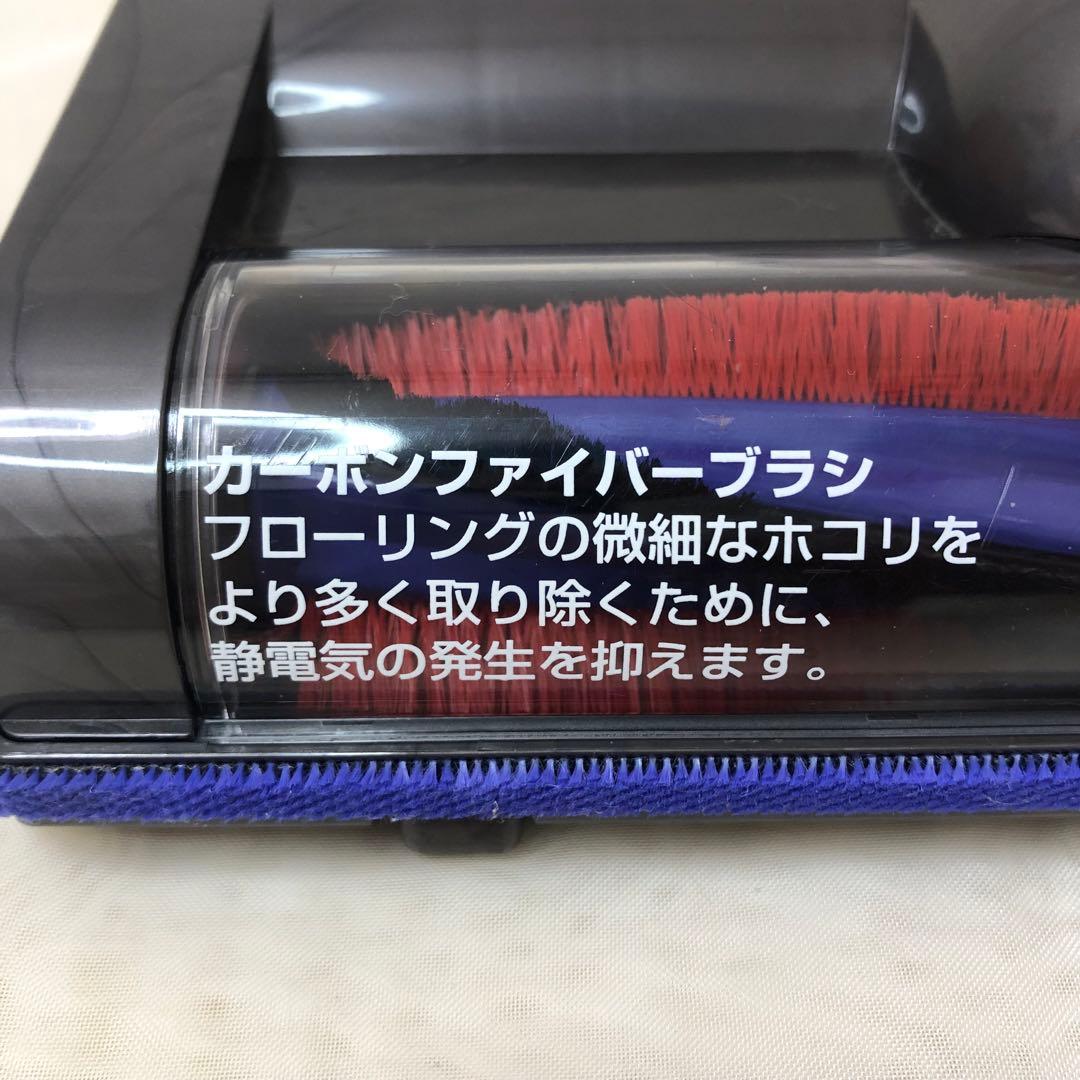 カーボンファイバーブラシ
フローリングの微細なホコリを
より多く取り除くために、
静電気の発生を抑えます。